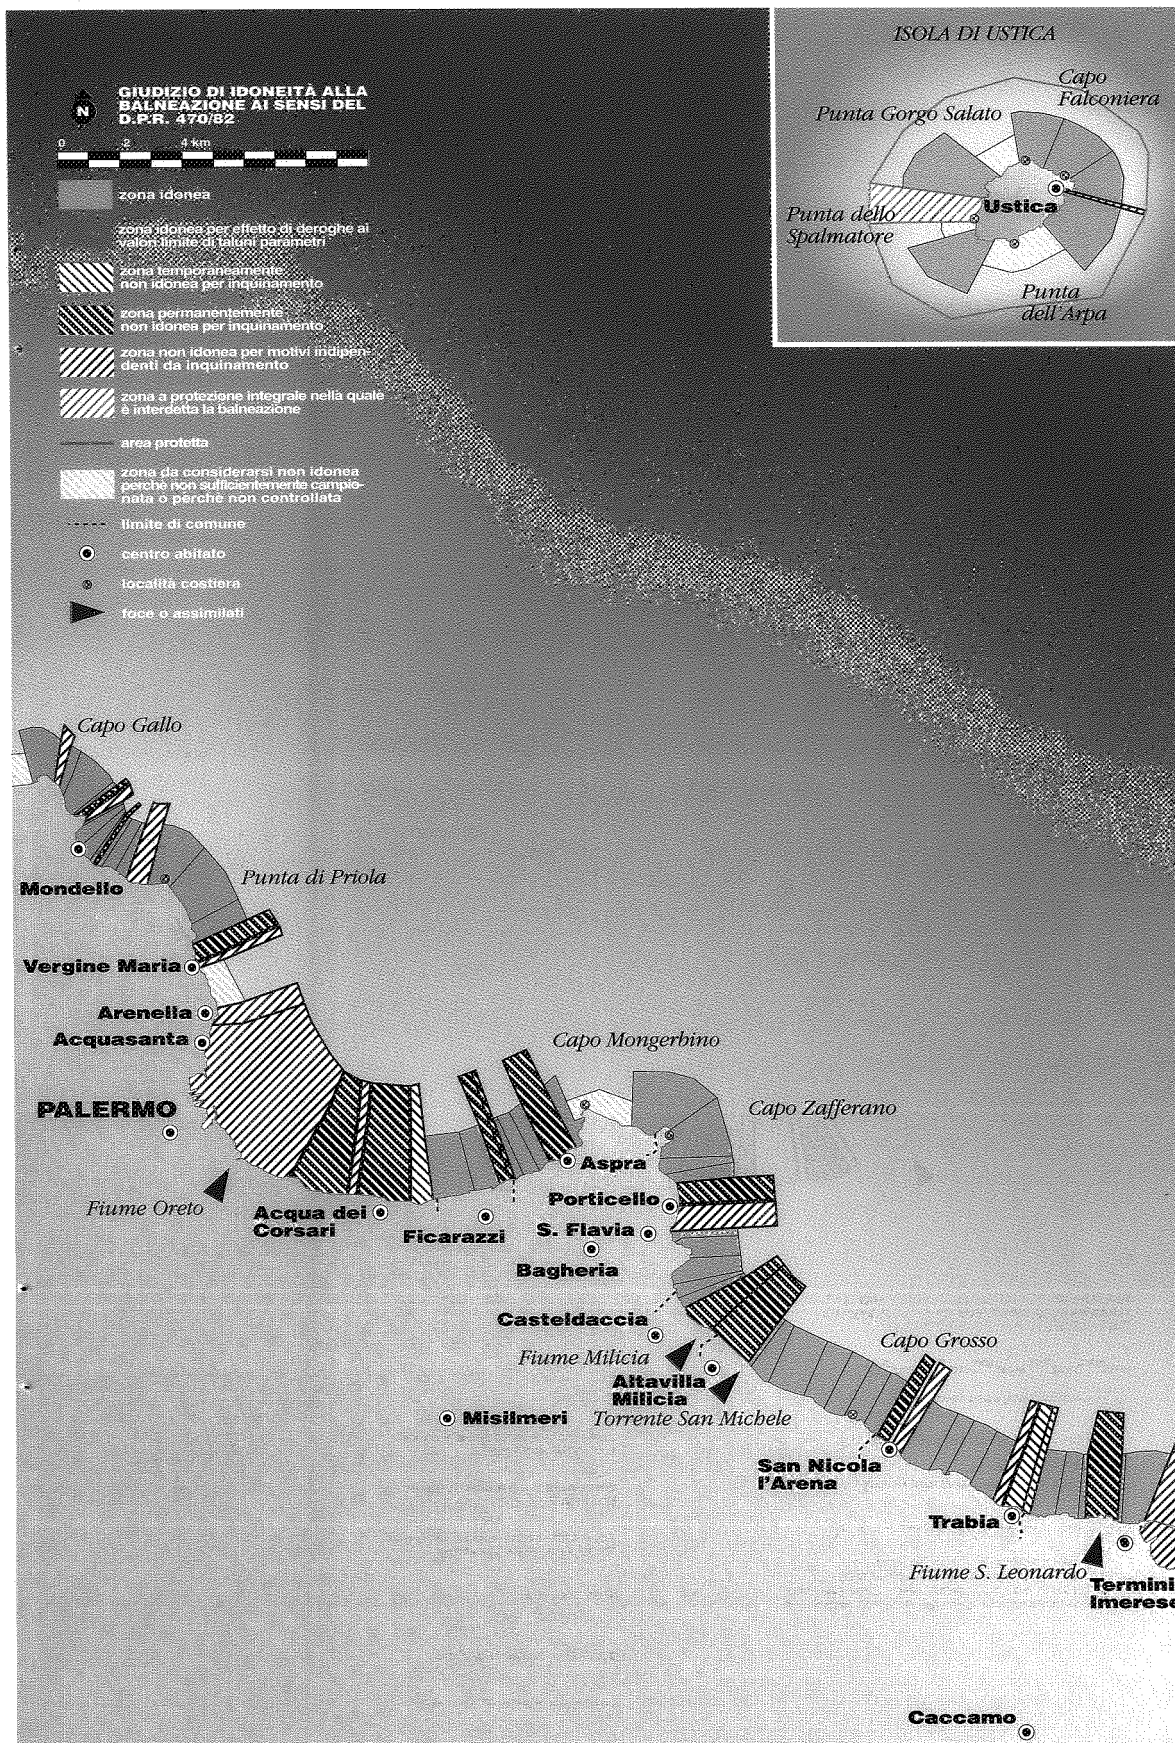 GIUDIZIO DI IDONEITÀ ALLA
BALNEAZIONE AI SENSI DEL
D.P.R. 470/82
N
0 2 4 km
zona idonea
zona idonea per effetto di deroghe ai
valori limite di taluni parametri
zona temporaneamente
non idonea per inquinamento
zona permanentemente
non idonea per inquinamento
zona non idonea per motivi indipen-
denti da inquinamento
zona a protezione integrale nella quale
è interdetta la balneazione
area protetta
zona da considerarsi non idonea
perchè non sufficientemente campio-
nata o perchè non controllata
limite di comune
centro abitato
località costiera
foce o assimilati
ISOLA DI USTICA
Capo
Falconiera
Punta Gorgo Salato
Ustica
Punta dello
Spalmatore
Punta
dell'Arpa
Capo Gallo
Mondello
Punta di Priola
Vergine Maria
Arenella
Acquasanta
PALERMO
Fiume Oreto
Acqua dei
Corsari
Ficarazzi
Capo Mongerbino
Capo Zafferano
Aspra
Porticello
S. Flavia
Bagheria
Casteldaccia
Fiume Milicia
Altavilla
Milicia
Torrente San Michele
Misilmeri
Capo Grosso
San Nicola
l'Arena
Trabia
Fiume S. Leonardo
Termini
Imerese
Caccamo